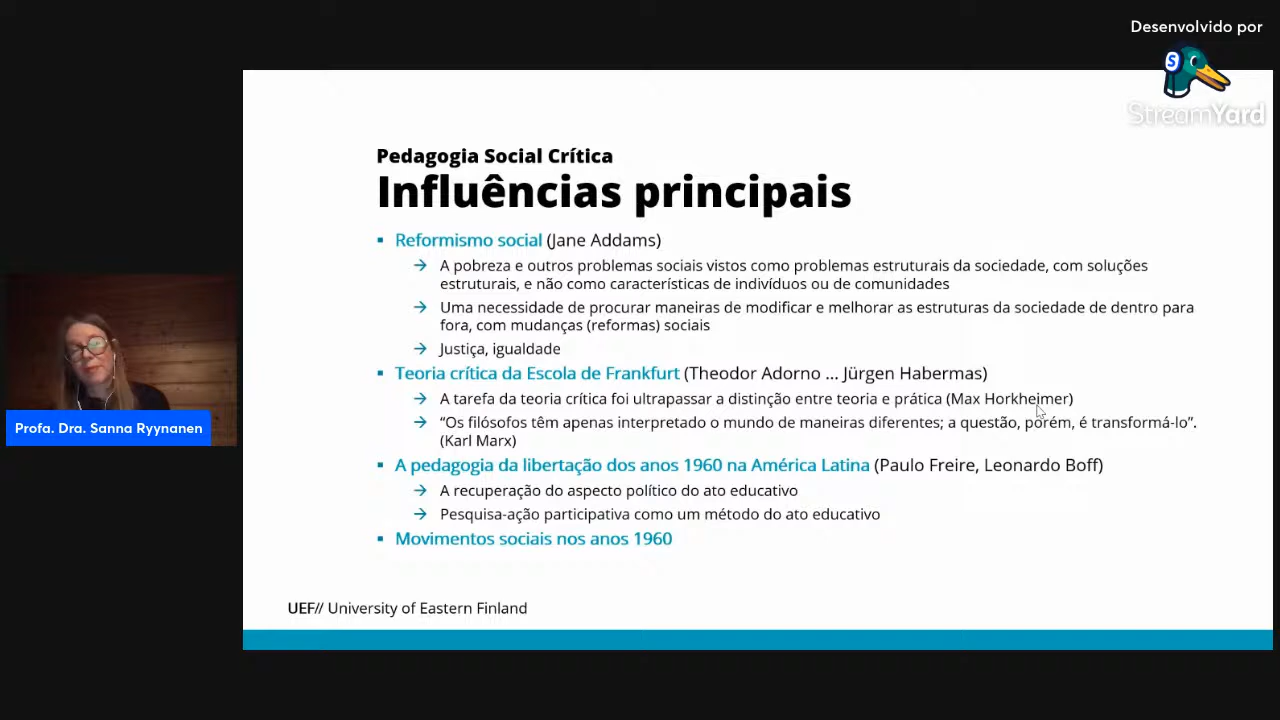 Desenvolvido por
StreamYard
Pedagogia Social Crítica
Influências principais
Reformismo social (Jane Addams)
A pobreza e outros problemas sociais vistos como problemas estruturais da sociedade, com soluções
estruturais, e não como características de indivíduos ou de comunidades
Uma necessidade de procurar maneiras de modificar e melhorar as estruturas da sociedade de dentro para
fora, com mudanças (reformas) sociais
Justiça, igualdade
Teoria crítica da Escola de Frankfurt (Theodor Adorno ... Jürgen Habermas)
A tarefa da teoria crítica foi ultrapassar a distinção entre teoria e prática (Max Horkheimer)
“Os filósofos têm apenas interpretado o mundo de maneiras diferentes; a questão, porém, é transformá-lo”.
(Karl Marx)
A pedagogia da libertação dos anos 1960 na América Latina (Paulo Freire, Leonardo Boff)
A recuperação do aspecto político do ato educativo
Pesquisa-ação participativa como um método do ato educativo
Movimentos sociais nos anos 1960
UEF// University of Eastern Finland
Profa. Dra. Sanna Ryynanen